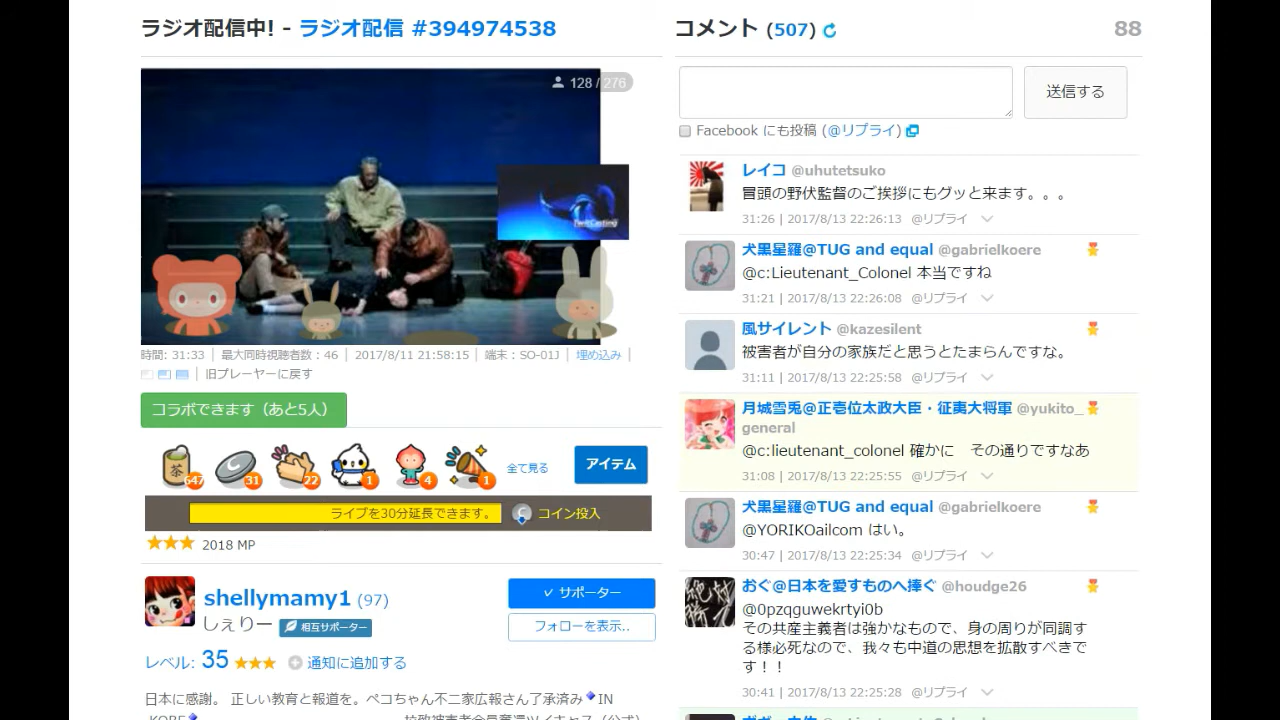 ラジオ配信中! - ラジオ配信 #394974538
128 / 276
TwitCasting
時間: 31:33 | 最大同時視聴者数 : 46 | 2017/8/11 21:58:15 | 端末 : SO-01J | 埋め込み |
| 旧プレーヤーに戻す
コラボできます（あと5人）
茶 647 31 22 1 4 1 全て見る アイテム
ライブを30分延長できます。 C コイン投入
2018 MP
shellymamy1 (97)
しぇりー 相互サポーター
✓ サポーター
フォローを表示..
レベル: 35 ★★★ 通知に追加する
日本に感謝。 正しい教育と報道を。ペコちゃん不二家広報さん了承済み IN
コメント (507) 88
送信する
Facebook にも投稿 (@リプライ)
レイコ @uhutetsuko
冒頭の野伏監督のご挨拶にもグッと来ます。。。
31:26 | 2017/8/13 22:26:13 @リプライ
犬黒星羅@TUG and equal @gabrielkoere
@c:Lieutenant_Colonel 本当ですね
31:21 | 2017/8/13 22:26:08 @リプライ
風サイレント @kazesilent
被害者が自分の家族だと思うとたまらんですな。
31:11 | 2017/8/13 22:25:58 @リプライ
月城雪兎@正壱位太政大臣・征夷大将軍 @yukito_
general
@c:lieutenant_colonel 確かに　その通りですなあ
31:08 | 2017/8/13 22:25:55 @リプライ
犬黒星羅@TUG and equal @gabrielkoere
@YORIKOailcom はい。
30:47 | 2017/8/13 22:25:34 @リプライ
おぐ@日本を愛すものへ捧ぐ @houdge26
@0pzqguwekrtyi0b
その共産主義者は強かなもので、身の周りが同調す
る様必死なので、我々も中道の思想を拡散すべきで
す！！
30:41 | 2017/8/13 22:25:28 @リプライ